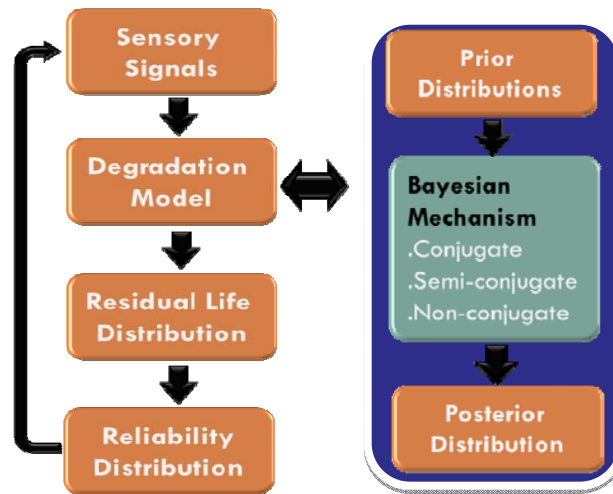 Sensory
Signals
Degradation
Model
Residual Life
Distribution
Reliability
Distribution
Prior
Distributions
Bayesian
Mechanism
.Conjugate
.Semi-conjugate
.Non-conjugate
Posterior
Distribution